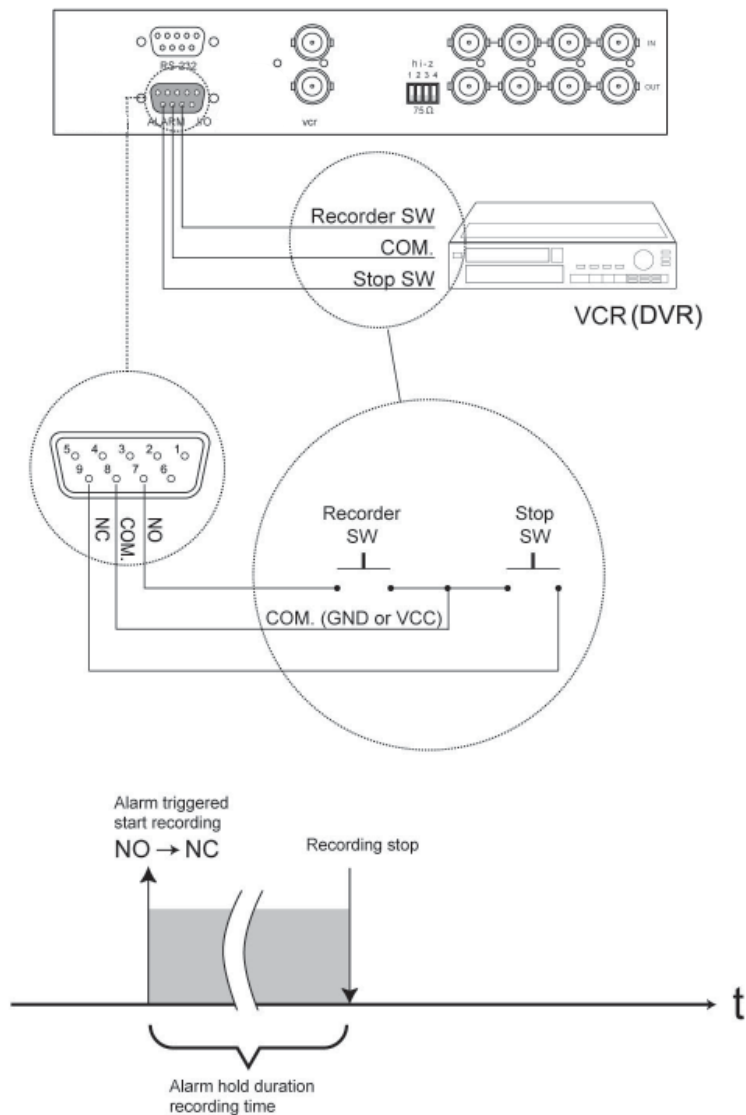 RS-232
ALARM I/O
vcr
hi-z
1 2 3 4
75 Ω
IN
OUT
Recorder SW
COM.
Stop SW
VCR (DVR)
5 4 3 2 1
9 8 7 6
NC
COM.
NO
Recorder
SW
Stop
SW
COM. (GND or VCC)
Alarm triggered
start recording
NO → NC
Recording stop
t
Alarm hold duration
recording time